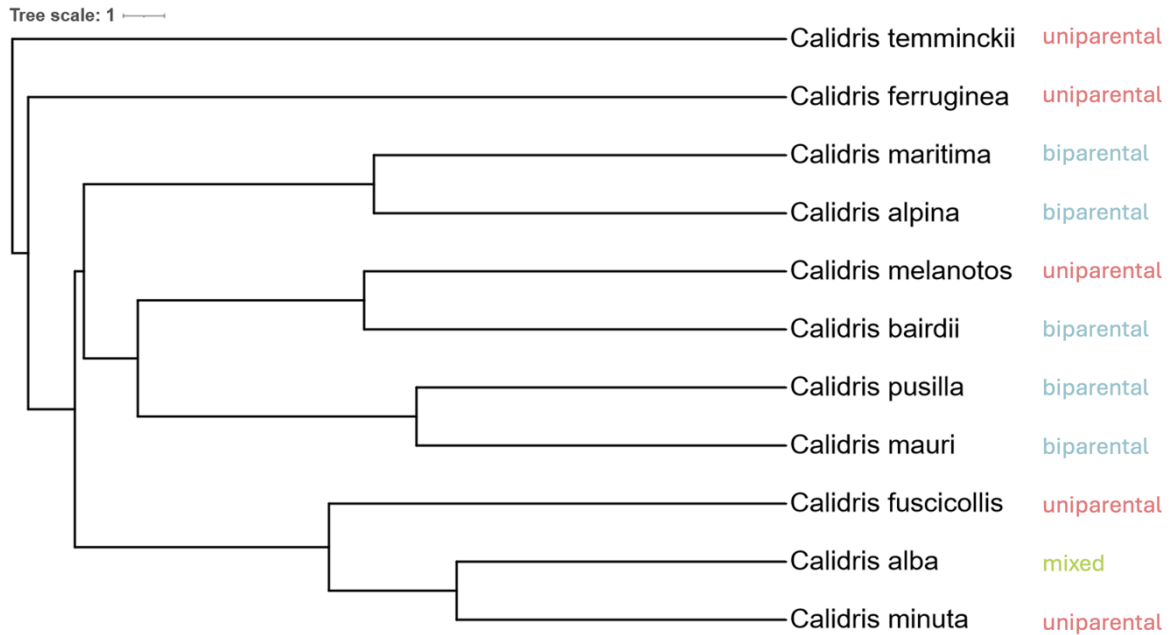 Tree scale: 1
Calidris temminckii uniparental
Calidris ferruginea uniparental
Calidris maritima biparental
Calidris alpina biparental
Calidris melanotos uniparental
Calidris bairdii biparental
Calidris pusilla biparental
Calidris mauri biparental
Calidris fuscicollis uniparental
Calidris alba mixed
Calidris minuta uniparental